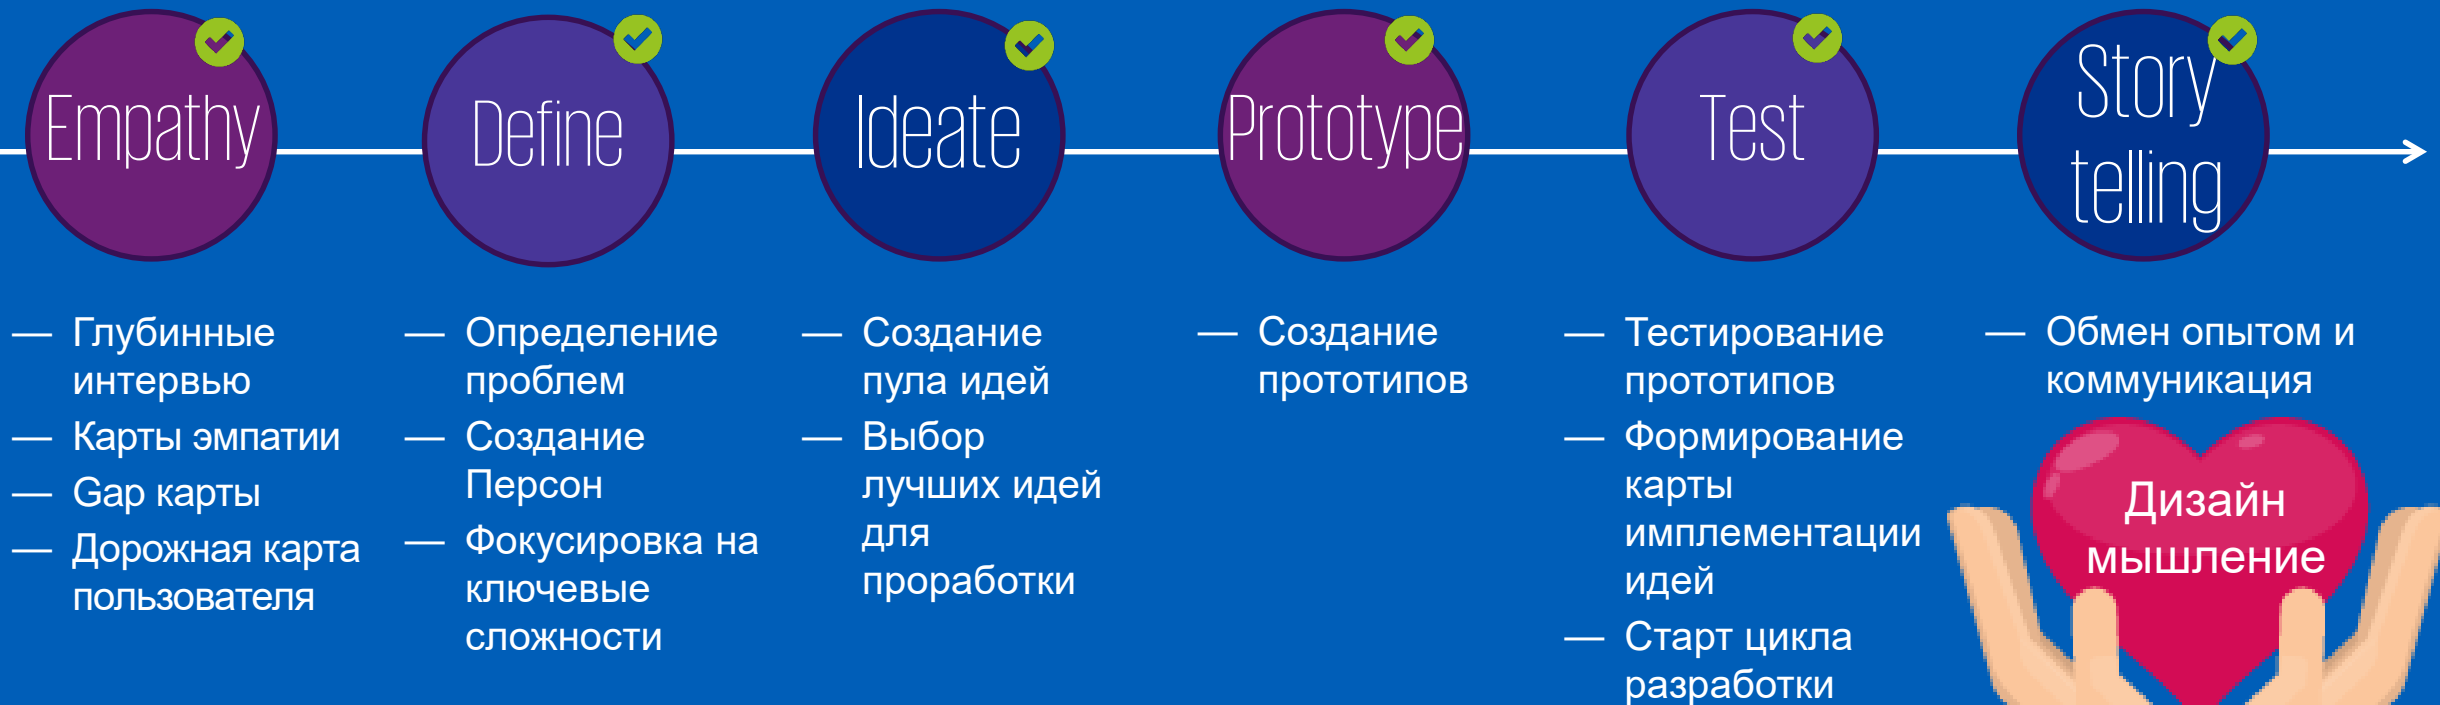 Empathy
Define
Ideate
Prototype
Test
Story
telling
— Глубинные
интервью
— Карты эмпатии
— Gap карты
— Дорожная карта
пользователя
— Определение
проблем
— Создание
Персон
— Фокусировка на
ключевые
сложности
— Создание
пула идей
— Выбор
лучших идей
для
проработки
— Создание
прототипов
— Тестирование
прототипов
— Формирование
карты
имплементации
идей
— Старт цикла
разработки
— Обмен опытом и
коммуникация
Дизайн
мышление